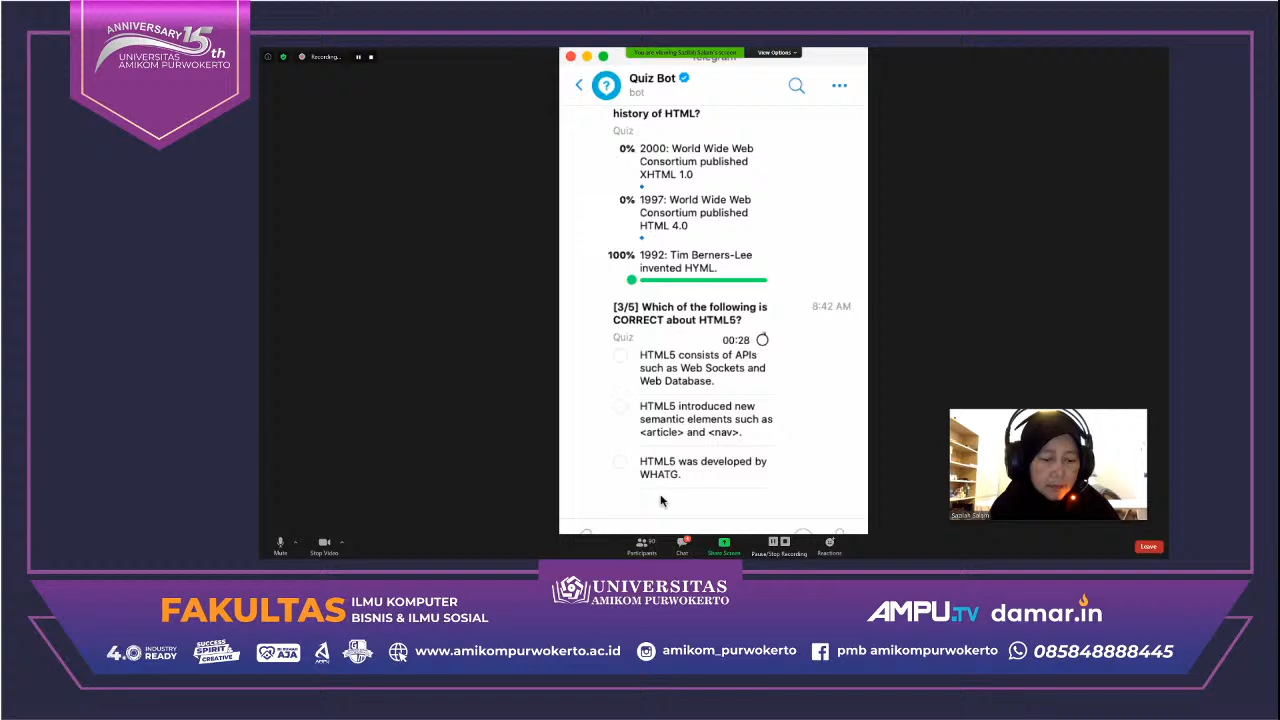 ANNIVERSARY 15th
UNIVERSITAS
AMIKOM PURWOKERTO
Recording...
You are viewing Sazilah Salam's screen
View Options
Telegram
Quiz Bot
bot
history of HTML?
Quiz
0% 2000: World Wide Web
Consortium published
XHTML 1.0
0% 1997: World Wide Web
Consortium published
HTML 4.0
100% 1992: Tim Berners-Lee
invented HYML.
[3/5] Which of the following is
CORRECT about HTML5?
8:42 AM
Quiz
00:28
HTML5 consists of APIs
such as Web Sockets and
Web Database.
HTML5 introduced new
semantic elements such as
<article> and <nav>.
HTML5 was developed by
WHATG.
Sazilah Salam
Mute
Stop Video
90
Participants
Chat
Share Screen
Pause/Stop Recording
Reactions
Leave
UNIVERSITAS
AMIKOM PURWOKERTO
FAKULTAS
ILMU KOMPUTER
BISNIS & ILMU SOSIAL
AMPU.TV
damar.in
4.0 INDUSTRY
READY
SUCCESS
SPIRIT
CREATIVE
www.amikompurwokerto.ac.id
amikom_purwokerto
pmb amikompurwokerto
085848888445